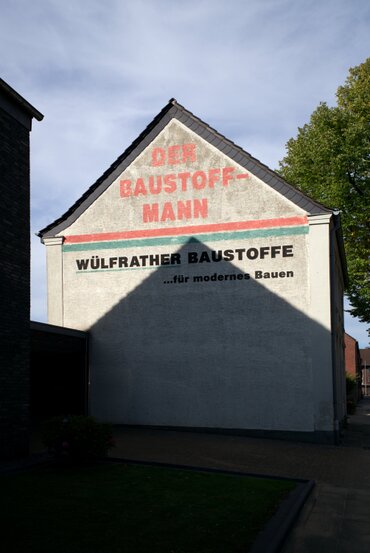 DER
BAUSTOFF-
MANN
WÜLFRATHER BAUSTOFFE
...für modernes Bauen